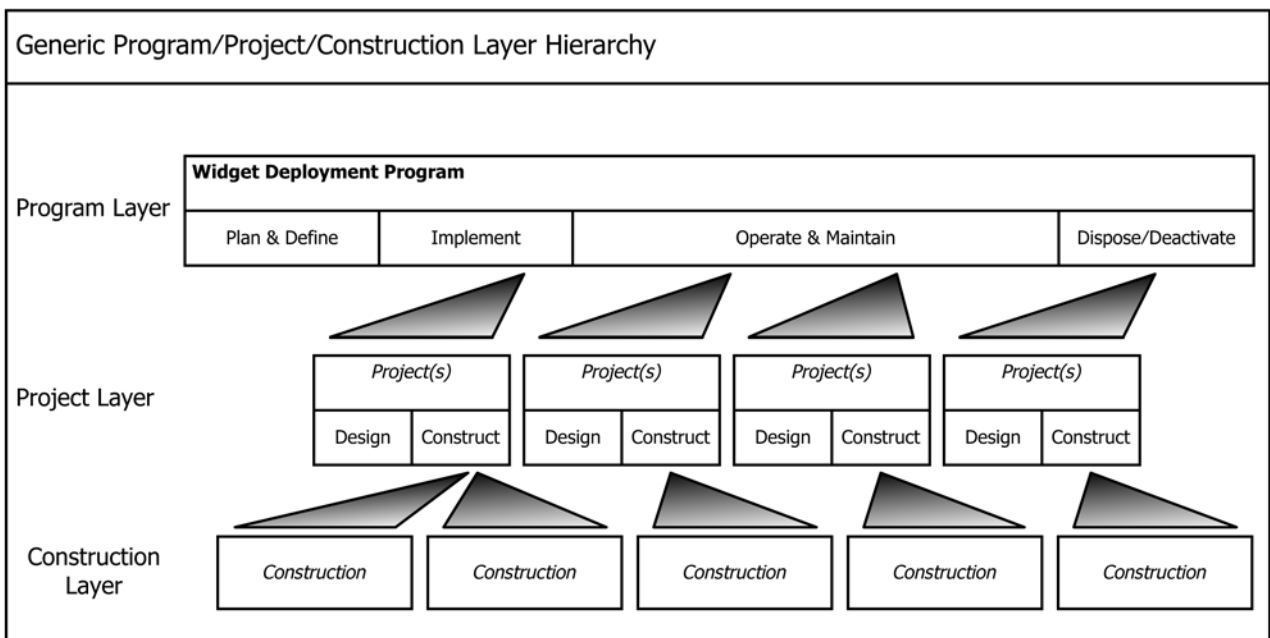 Generic Program/Project/Construction Layer Hierarchy
Widget Deployment Program
Program Layer
Plan & Define
Implement
Operate & Maintain
Dispose/Deactivate
Project Layer
Project(s)
Project(s)
Project(s)
Project(s)
Design
Construct
Design
Construct
Design
Construct
Design
Construct
Construction
Layer
Construction
Construction
Construction
Construction
Construction